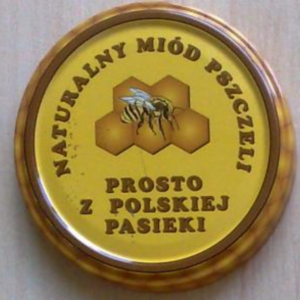 NATURALNY MIÓD PSZCZELI
PROSTO
Z POLSKIEJ
PASIEKI